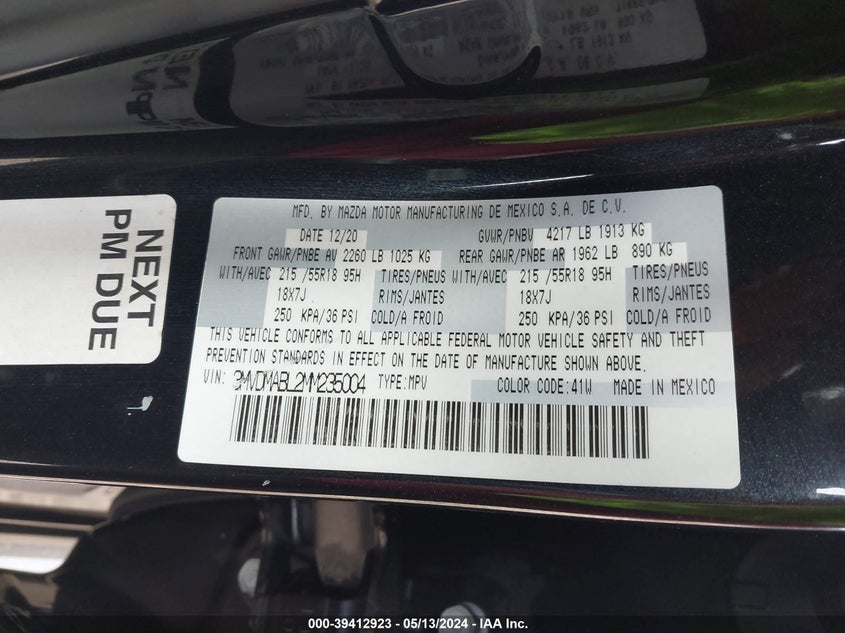 NEXT
PM DUE
MFD. BY MAZDA MOTOR MANUFACTURING DE MEXICO S.A. DE C.V.
DATE 12/20 GVWR/PNBV 4217 LB 1913 KG
FRONT GAWR/PNBE AV 2260 LB 1025 KG REAR GAWR/PNBE AR 1962 LB 890 KG
WITH/AVEC 215 /55R18 95H TIRES/PNEUS WITH/AVEC 215 /55R18 95H TIRES/PNEUS
18X7J RIMS/JANTES 18X7J RIMS/JANTES
250 KPA/36 PSI COLD/A FROID 250 KPA/36 PSI COLD/A FROID
THIS VEHICLE CONFORMS TO ALL APPLICABLE FEDERAL MOTOR VEHICLE SAFETY AND THEFT
PREVENTION STANDARDS IN EFFECT ON THE DATE OF MANUFACTURE SHOWN ABOVE.
VIN: 3MVDMABL2MM235004 TYPE:MPV COLOR CODE:41W MADE IN MEXICO
000-39412923 - 05/13/2024 - IAA Inc.